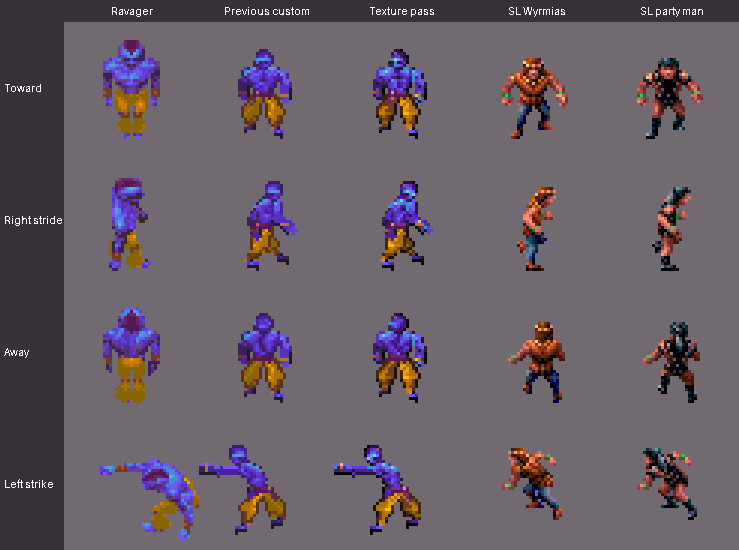 Ravager Previous custom Texture pass SL Wyrmias SL party man
Toward
Right stride
Away
Left strike